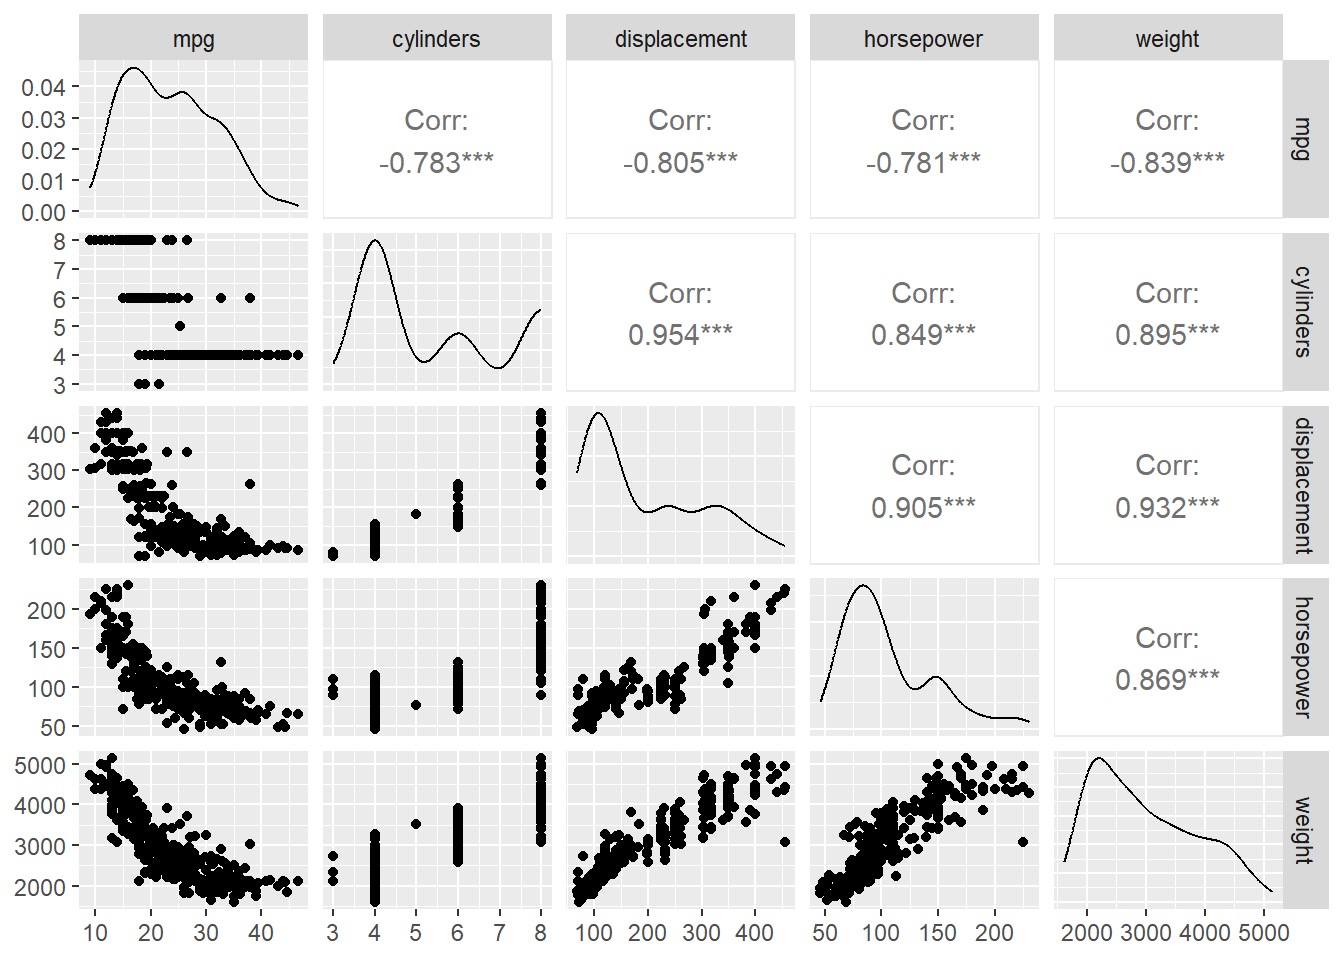 mpg cylinders displacement horsepower weight
0.04
0.03
0.02
0.01
0.00
Corr:
-0.783***
Corr:
-0.805***
Corr:
-0.781***
Corr:
-0.839***
mpg
8
7
6
5
4
3
Corr:
0.954***
Corr:
0.849***
Corr:
0.895***
cylinders
400
300
200
100
Corr:
0.905***
Corr:
0.932***
displacement
200
150
100
50
Corr:
0.869***
horsepower
5000
4000
3000
2000
weight
10 20 30 40 3 4 5 6 7 8 100 200 300 400 50 100 150 200 2000 3000 4000 5000